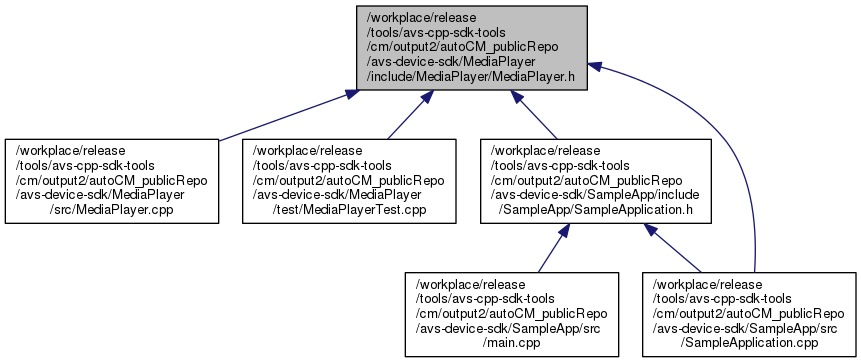 /workplace/release
/tools/avs-cpp-sdk-tools
/cm/output2/autoCM_publicRepo
/avs-device-sdk/MediaPlayer
/include/MediaPlayer/MediaPlayer.h
/workplace/release
/tools/avs-cpp-sdk-tools
/cm/output2/autoCM_publicRepo
/avs-device-sdk/MediaPlayer
/src/MediaPlayer.cpp
/workplace/release
/tools/avs-cpp-sdk-tools
/cm/output2/autoCM_publicRepo
/avs-device-sdk/MediaPlayer
/test/MediaPlayerTest.cpp
/workplace/release
/tools/avs-cpp-sdk-tools
/cm/output2/autoCM_publicRepo
/avs-device-sdk/SampleApp/include
/SampleApp/SampleApplication.h
/workplace/release
/tools/avs-cpp-sdk-tools
/cm/output2/autoCM_publicRepo
/avs-device-sdk/SampleApp/src
/main.cpp
/workplace/release
/tools/avs-cpp-sdk-tools
/cm/output2/autoCM_publicRepo
/avs-device-sdk/SampleApp/src
/SampleApplication.cpp